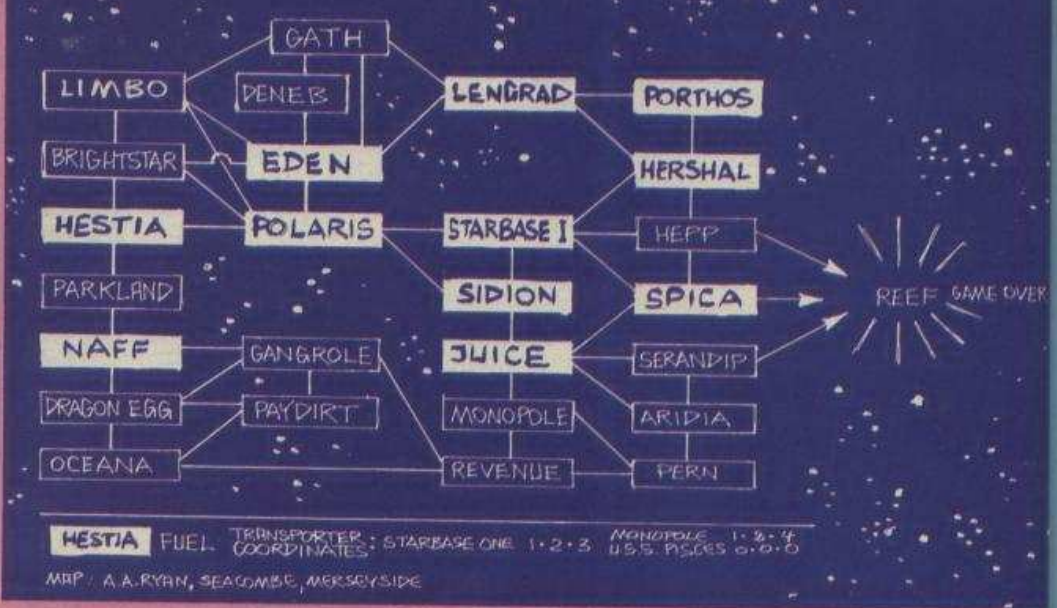 GATH
LIMBO
DENEB
LENGRAD
PORTHOS
BRIGHTSTAR
EDEN
HERSHAL
HESTIA
POLARIS
STARBASE I
HEPP
PARKLAND
SIDION
SPICA
REEF GAME OVER
NAFF
GANGROLE
JUICE
SERANDIP
DRAGON EGG
PAYDIRT
MONOPOLE
ARIDIA
OCEANA
REVENUE
PERN
HESTIA FUEL
TRANSPORTER
COORDINATES: STARBASE ONE 1·2·3
MONOPOLE 1·2·4
U.S.S. PISCES 0·0·0
MAP: A.A.RYAN, SEACOMBE, MERSEYSIDE